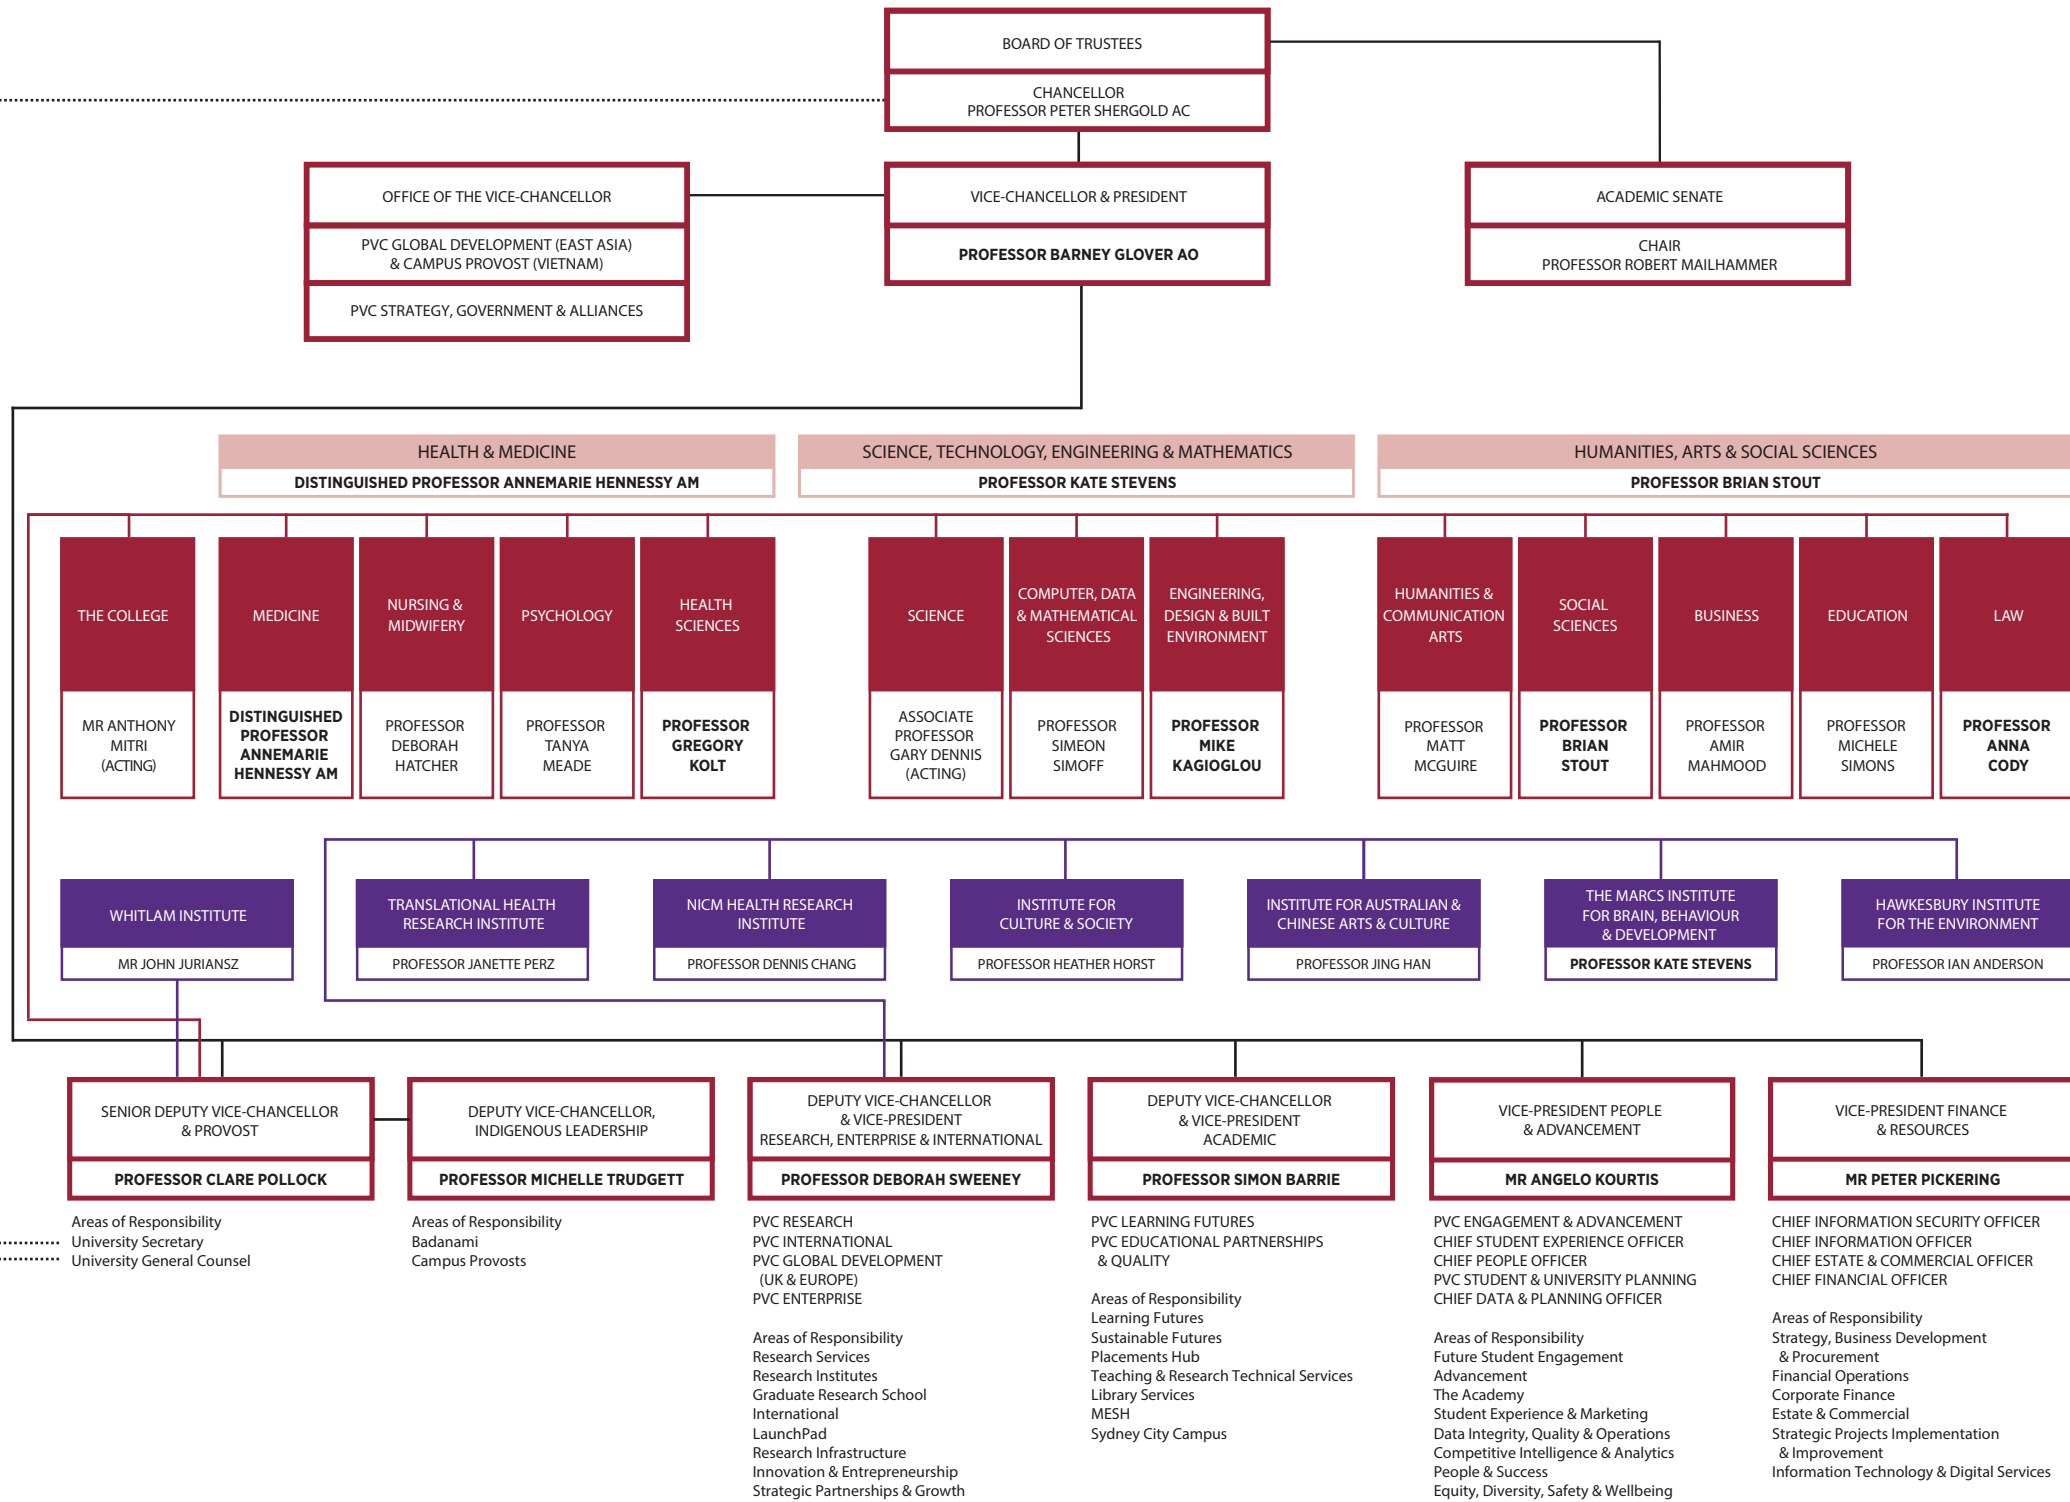 BOARD OF TRUSTEES
CHANCELLOR
PROFESSOR PETER SHERGOLD AC
OFFICE OF THE VICE-CHANCELLOR
PVC GLOBAL DEVELOPMENT (EAST ASIA)
& CAMPUS PROVOST (VIETNAM)
PVC STRATEGY, GOVERNMENT & ALLIANCES
VICE-CHANCELLOR & PRESIDENT
PROFESSOR BARNEY GLOVER AO
ACADEMIC SENATE
CHAIR
PROFESSOR ROBERT MAILHAMMER
HEALTH & MEDICINE
DISTINGUISHED PROFESSOR ANNEMARIE HENNESSY AM
SCIENCE, TECHNOLOGY, ENGINEERING & MATHEMATICS
PROFESSOR KATE STEVENS
HUMANITIES, ARTS & SOCIAL SCIENCES
PROFESSOR BRIAN STOUT
THE COLLEGE
MR ANTHONY
MITRI
(ACTING)
MEDICINE
DISTINGUISHED
PROFESSOR
ANNEMARIE
HENNESSY AM
NURSING &
MIDWIFERY
PROFESSOR
DEBORAH
HATCHER
PSYCHOLOGY
PROFESSOR
TANYA
MEADE
HEALTH
SCIENCES
PROFESSOR
GREGORY
KOLT
SCIENCE
ASSOCIATE
PROFESSOR
GARY DENNIS
(ACTING)
COMPUTER, DATA
& MATHEMATICAL
SCIENCES
PROFESSOR
SIMEON
SIMOFF
ENGINEERING,
DESIGN & BUILT
ENVIRONMENT
PROFESSOR
MIKE
KAGIOGLOU
HUMANITIES &
COMMUNICATION
ARTS
PROFESSOR
MATT
MCGUIRE
SOCIAL
SCIENCES
PROFESSOR
BRIAN
STOUT
BUSINESS
PROFESSOR
AMIR
MAHMOOD
EDUCATION
PROFESSOR
MICHELE
SIMONS
LAW
PROFESSOR
ANNA
CODY
WHITLAM INSTITUTE
MR JOHN JURIANSZ
TRANSLATIONAL HEALTH
RESEARCH INSTITUTE
PROFESSOR JANETTE PERZ
NICM HEALTH RESEARCH
INSTITUTE
PROFESSOR DENNIS CHANG
INSTITUTE FOR
CULTURE & SOCIETY
PROFESSOR HEATHER HORST
INSTITUTE FOR AUSTRALIAN &
CHINESE ARTS & CULTURE
PROFESSOR JING HAN
THE MARCS INSTITUTE
FOR BRAIN, BEHAVIOUR
& DEVELOPMENT
PROFESSOR KATE STEVENS
HAWKESBURY INSTITUTE
FOR THE ENVIRONMENT
PROFESSOR IAN ANDERSON
SENIOR DEPUTY VICE-CHANCELLOR
& PROVOST
PROFESSOR CLARE POLLOCK
Areas of Responsibility
University Secretary
University General Counsel
DEPUTY VICE-CHANCELLOR,
INDIGENOUS LEADERSHIP
PROFESSOR MICHELLE TRUDGETT
Areas of Responsibility
Badanami
Campus Provosts
DEPUTY VICE-CHANCELLOR
& VICE-PRESIDENT
RESEARCH, ENTERPRISE & INTERNATIONAL
PROFESSOR DEBORAH SWEENEY
PVC RESEARCH
PVC INTERNATIONAL
PVC GLOBAL DEVELOPMENT
(UK & EUROPE)
PVC ENTERPRISE
Areas of Responsibility
Research Services
Research Institutes
Graduate Research School
International
LaunchPad
Research Infrastructure
Innovation & Entrepreneurship
Strategic Partnerships & Growth
DEPUTY VICE-CHANCELLOR
& VICE-PRESIDENT
ACADEMIC
PROFESSOR SIMON BARRIE
PVC LEARNING FUTURES
PVC EDUCATIONAL PARTNERSHIPS
& QUALITY
Areas of Responsibility
Learning Futures
Sustainable Futures
Placements Hub
Teaching & Research Technical Services
Library Services
MESH
Sydney City Campus
VICE-PRESIDENT PEOPLE
& ADVANCEMENT
MR ANGELO KOURTIS
PVC ENGAGEMENT & ADVANCEMENT
CHIEF STUDENT EXPERIENCE OFFICER
CHIEF PEOPLE OFFICER
PVC STUDENT & UNIVERSITY PLANNING
CHIEF DATA & PLANNING OFFICER
Areas of Responsibility
Future Student Engagement
Advancement
The Academy
Student Experience & Marketing
Data Integrity, Quality & Operations
Competitive Intelligence & Analytics
People & Success
Equity, Diversity, Safety & Wellbeing
VICE-PRESIDENT FINANCE
& RESOURCES
MR PETER PICKERING
CHIEF INFORMATION SECURITY OFFICER
CHIEF INFORMATION OFFICER
CHIEF ESTATE & COMMERCIAL OFFICER
CHIEF FINANCIAL OFFICER
Areas of Responsibility
Strategy, Business Development
& Procurement
Financial Operations
Corporate Finance
Estate & Commercial
Strategic Projects Implementation
& Improvement
Information Technology & Digital Services